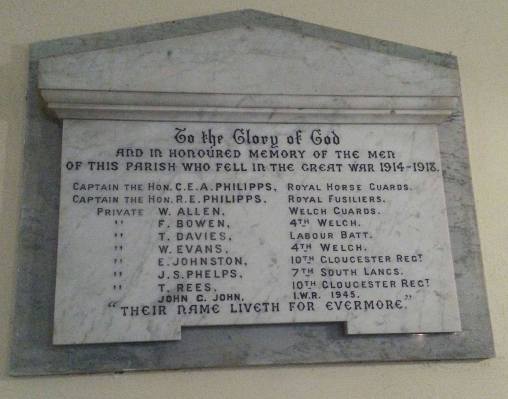 To the Glory of God
AND IN HONOURED MEMORY OF THE MEN
OF THIS PARISH WHO FELL IN THE GREAT WAR 1914-1918.
CAPTAIN THE HON. C.E.A. PHILIPPS, ROYAL HORSE GUARDS.
CAPTAIN THE HON. R.E. PHILIPPS, ROYAL FUSILIERS.
PRIVATE W. ALLEN, WELCH GUARDS.
" F. BOWEN, 4TH WELCH.
" T. DAVIES, LABOUR BATT.
" W. EVANS, 4TH WELCH.
" E. JOHNSTON, 10TH GLOUCESTER REGT
" J.S. PHELPS, 7TH SOUTH LANCS.
" T. REES, 10TH GLOUCESTER REGT
JOHN C. JOHN, I.W.R. 1945.
"THEIR NAME LIVETH FOR EVERMORE."